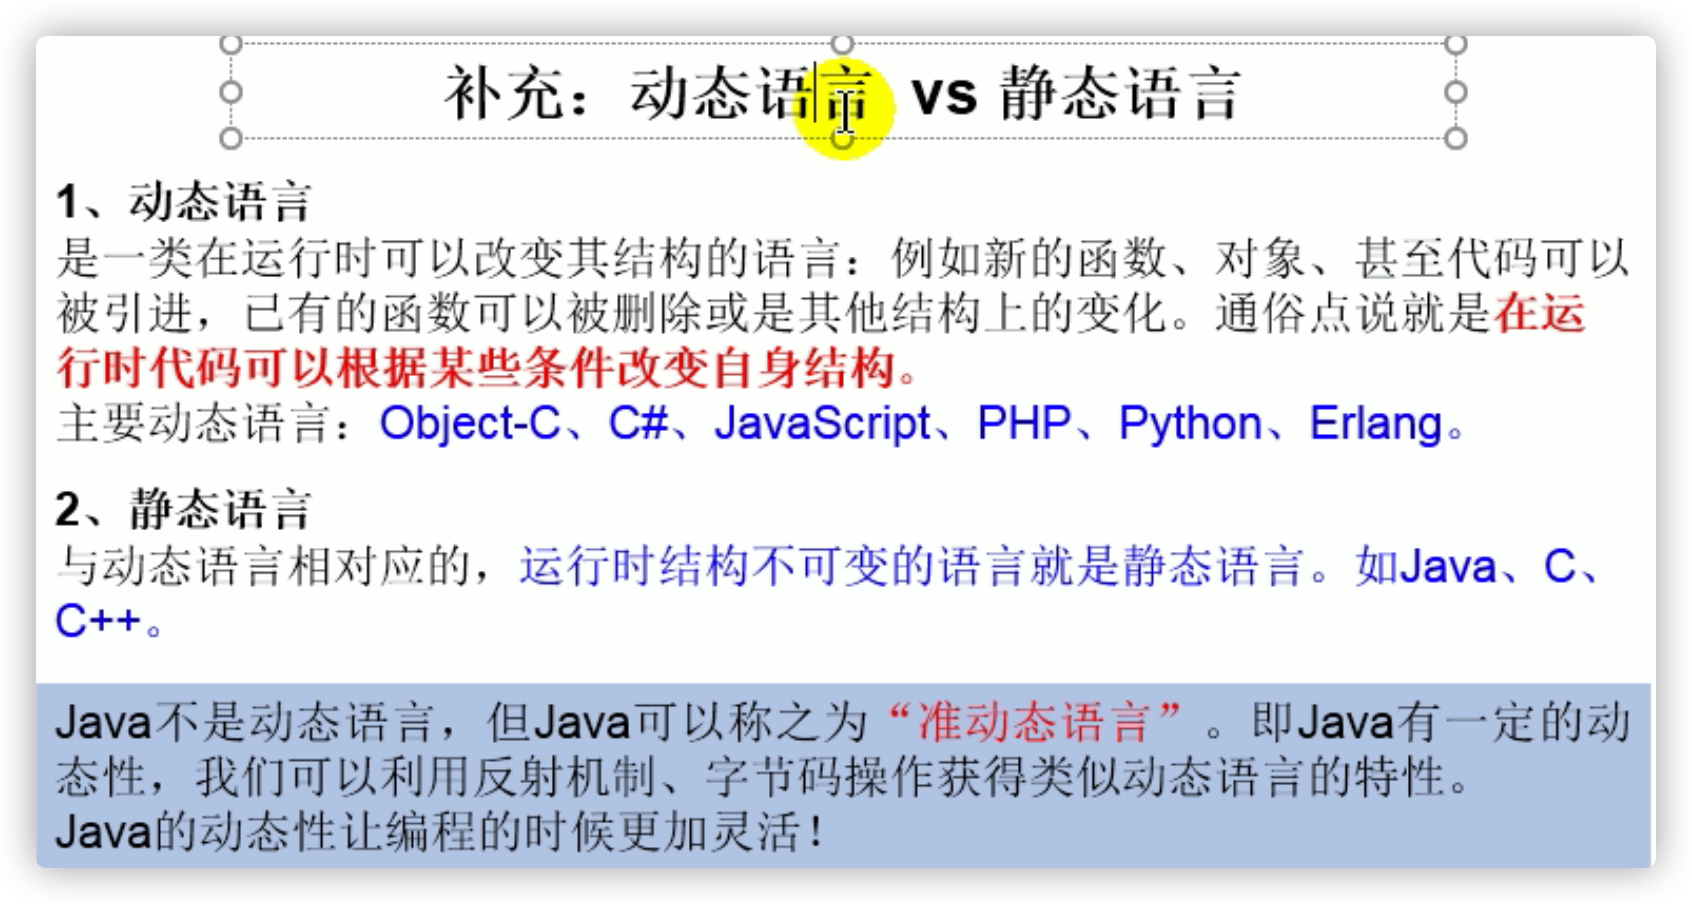 补充：动态语言 vs 静态语言
1、动态语言
是一类在运行时可以改变其结构的语言：例如新的函数、对象、甚至代码可以
被引进，已有的函数可以被删除或是其他结构上的变化。通俗点说就是在运
行时代码可以根据某些条件改变自身结构。
主要动态语言：Object-C、C#、JavaScript、PHP、Python、Erlang。
2、静态语言
与动态语言相对应的，运行时结构不可变的语言就是静态语言。如Java、C、
C++。
Java不是动态语言，但Java可以称之为“准动态语言”。即Java有一定的动
态性，我们可以利用反射机制、字节码操作获得类似动态语言的特性。
Java的动态性让编程的时候更加灵活！